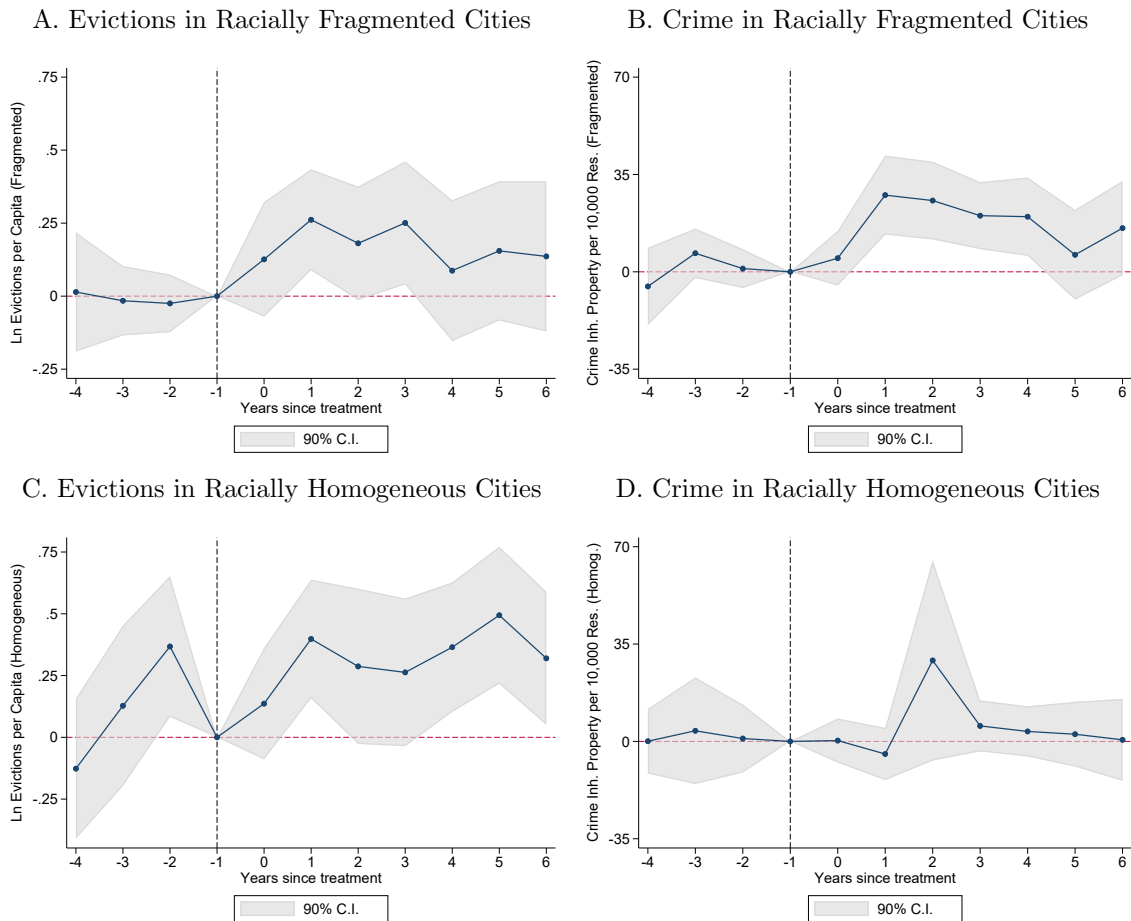 A. Evictions in Racially Fragmented Cities
Ln Evictions per Capita (Fragmented)
.75
.5
.25
0
-.25
-4 -3 -2 -1 0 1 2 3 4 5 6
Years since treatment
90% C.I.
B. Crime in Racially Fragmented Cities
Crime Inh. Property per 10,000 Res. (Fragmented)
70
35
0
-35
-4 -3 -2 -1 0 1 2 3 4 5 6
Years since treatment
90% C.I.
C. Evictions in Racially Homogeneous Cities
Ln Evictions per Capita (Homogeneous)
.75
.5
.25
0
-.25
-4 -3 -2 -1 0 1 2 3 4 5 6
Years since treatment
90% C.I.
D. Crime in Racially Homogeneous Cities
Crime Inh. Property per 10,000 Res. (Homog.)
70
35
0
-35
-4 -3 -2 -1 0 1 2 3 4 5 6
Years since treatment
90% C.I.